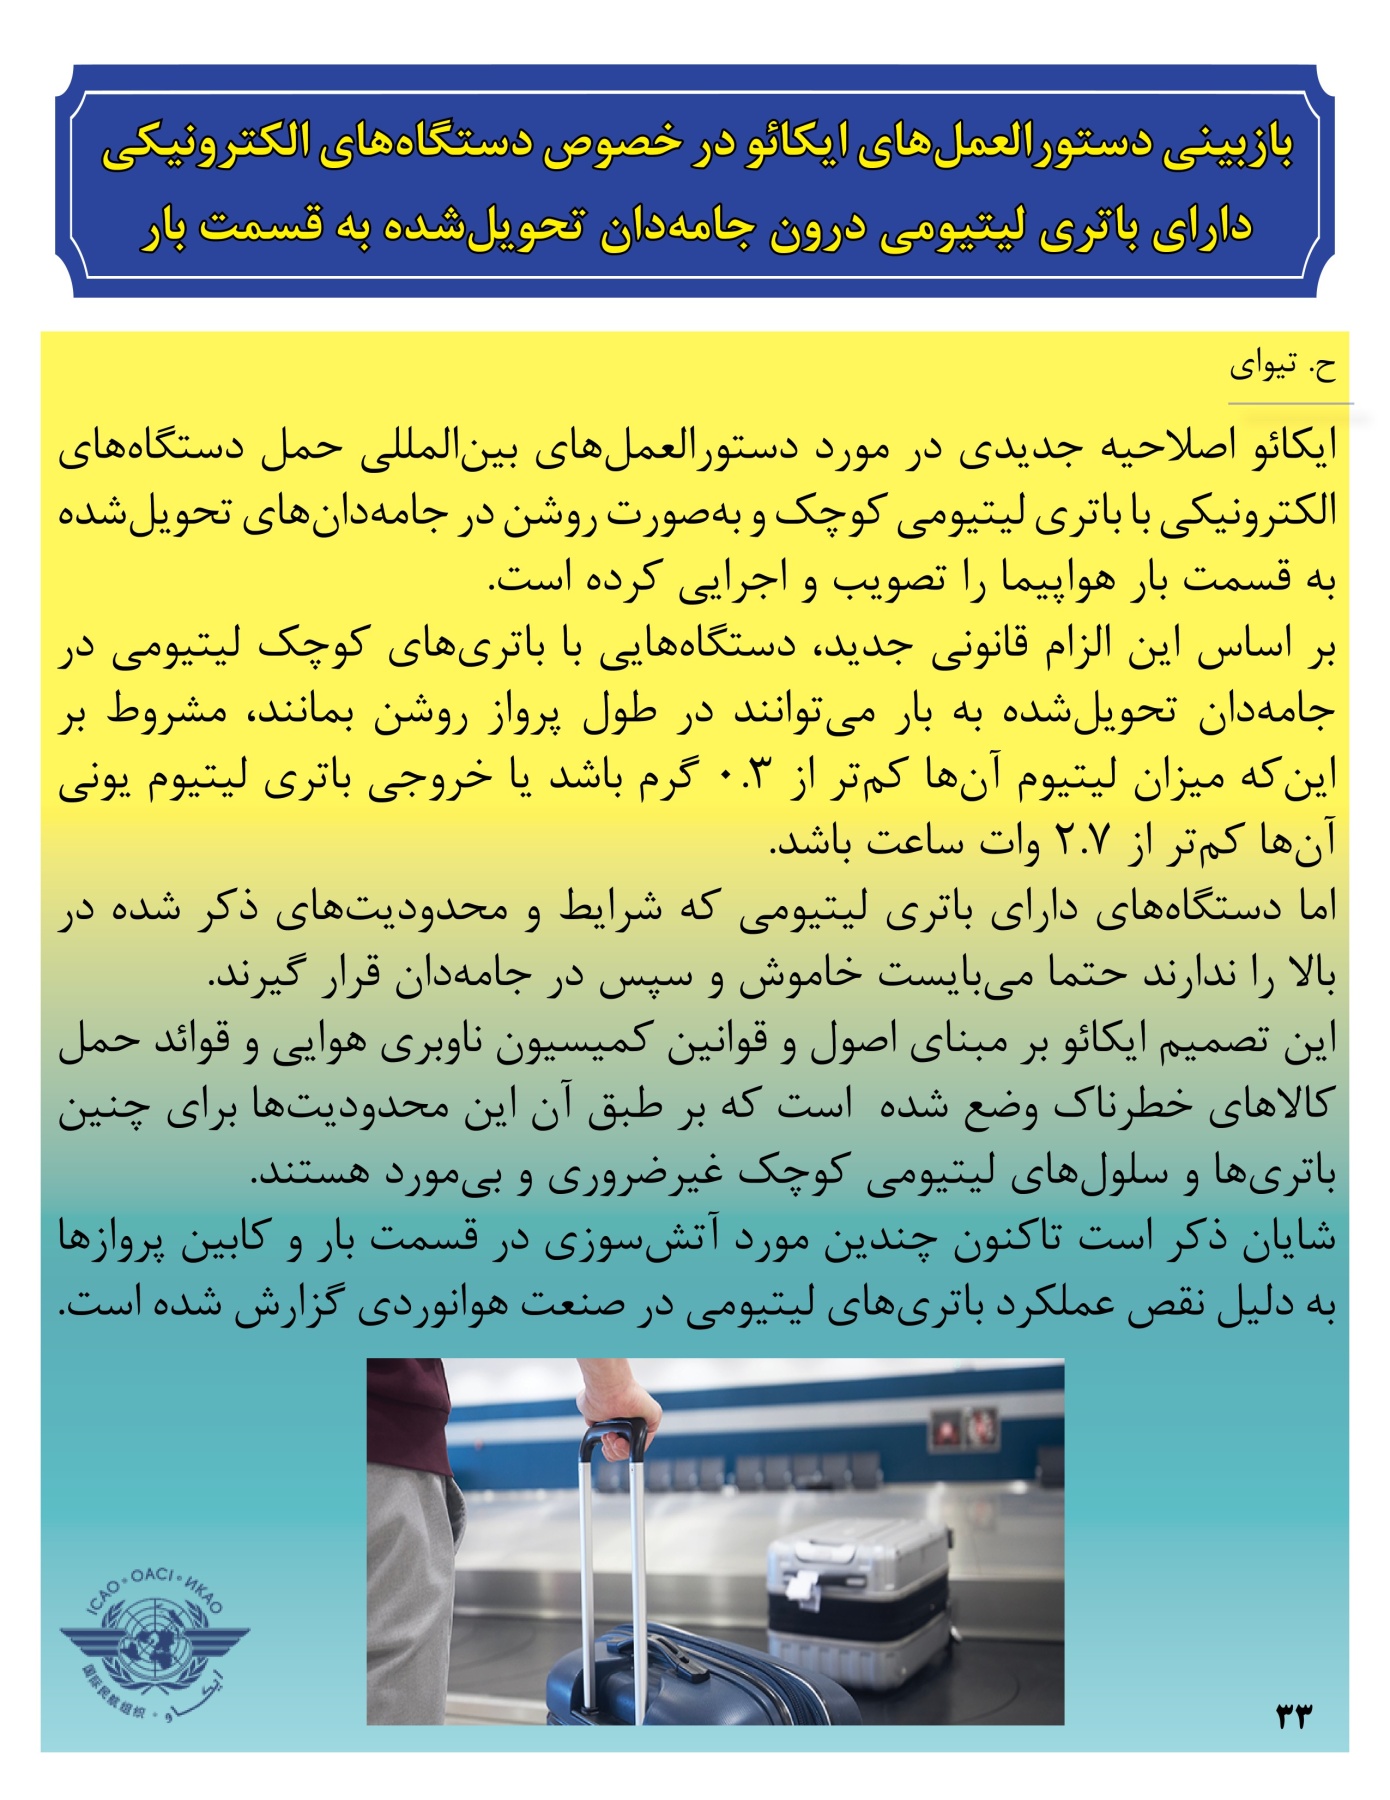 بازبینی دستورالعمل‌های ایکائو در خصوص دستگاه‌های الکترونیکی
دارای باتری لیتیومی درون جامه‌دان تحویل‌شده به قسمت بار
ح. تیوای
ایکائو اصلاحیه جدیدی در مورد دستورالعمل‌های بین‌المللی حمل دستگاه‌های
الکترونیکی با باتری لیتیومی کوچک و به‌صورت روشن در جامه‌دان‌های تحویل‌شده
به قسمت بار هواپیما را تصویب و اجرایی کرده است.
بر اساس این الزام قانونی جدید، دستگاه‌هایی با باتری‌های کوچک لیتیومی در
جامه‌دان تحویل‌شده به بار می‌توانند در طول پرواز روشن بمانند، مشروط بر
این‌که میزان لیتیوم آن‌ها کم‌تر از ۰.۳ گرم باشد یا خروجی باتری لیتیوم یونی
آن‌ها کم‌تر از ۲.۷ وات ساعت باشد.
اما دستگاه‌های دارای باتری لیتیومی که شرایط و محدودیت‌های ذکر شده در
بالا را ندارند حتما می‌بایست خاموش و سپس در جامه‌دان قرار گیرند.
این تصمیم ایکائو بر مبنای اصول و قوانین کمیسیون ناوبری هوایی و قوائد حمل
کالاهای خطرناک وضع شده است که بر طبق آن این محدودیت‌ها برای چنین
باتری‌ها و سلول‌های لیتیومی کوچک غیرضروری و بی‌مورد هستند.
شایان ذکر است تاکنون چندین مورد آتش‌سوزی در قسمت بار و کابین پروازها
به دلیل نقص عملکرد باتری‌های لیتیومی در صنعت هوانوردی گزارش شده است.
ICAO • OACI • ИКАО
国际民航组织 • ايكاو
۳۳